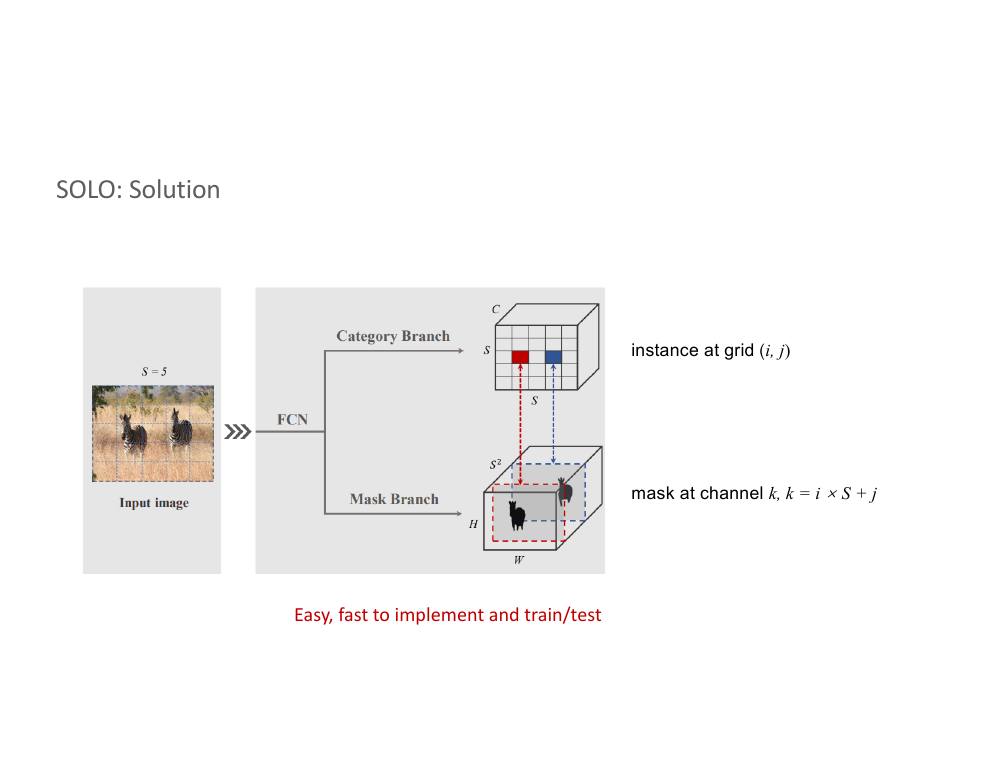 SOLO: Solution
S = 5
Input image
FCN
Category Branch
Mask Branch
C
S
S
S²
H
W
instance at grid (i, j)
mask at channel k, k = i × S + j
Easy, fast to implement and train/test